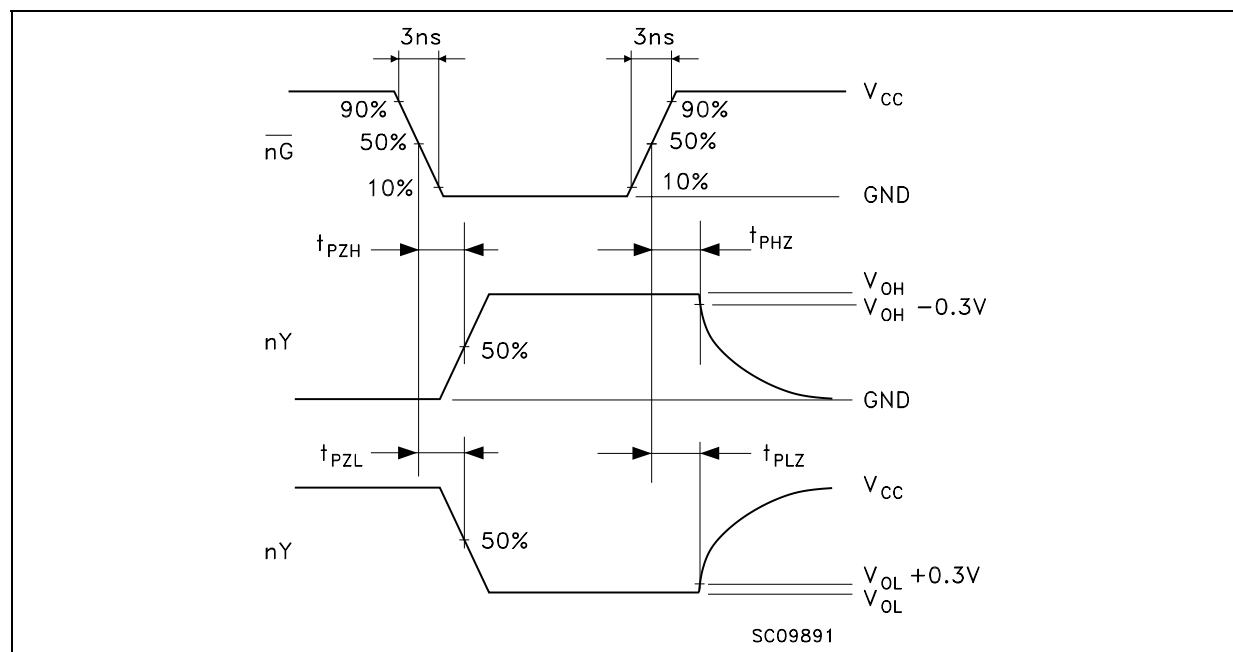 3ns 3ns
V_CC
90% 90%
50% 50%
nG
10% 10%
GND
t_PZH t_PHZ
V_OH
V_OH -0.3V
nY
50%
GND
t_PZL t_PLZ
V_CC
50%
nY
V_OL +0.3V
V_OL
SC09891